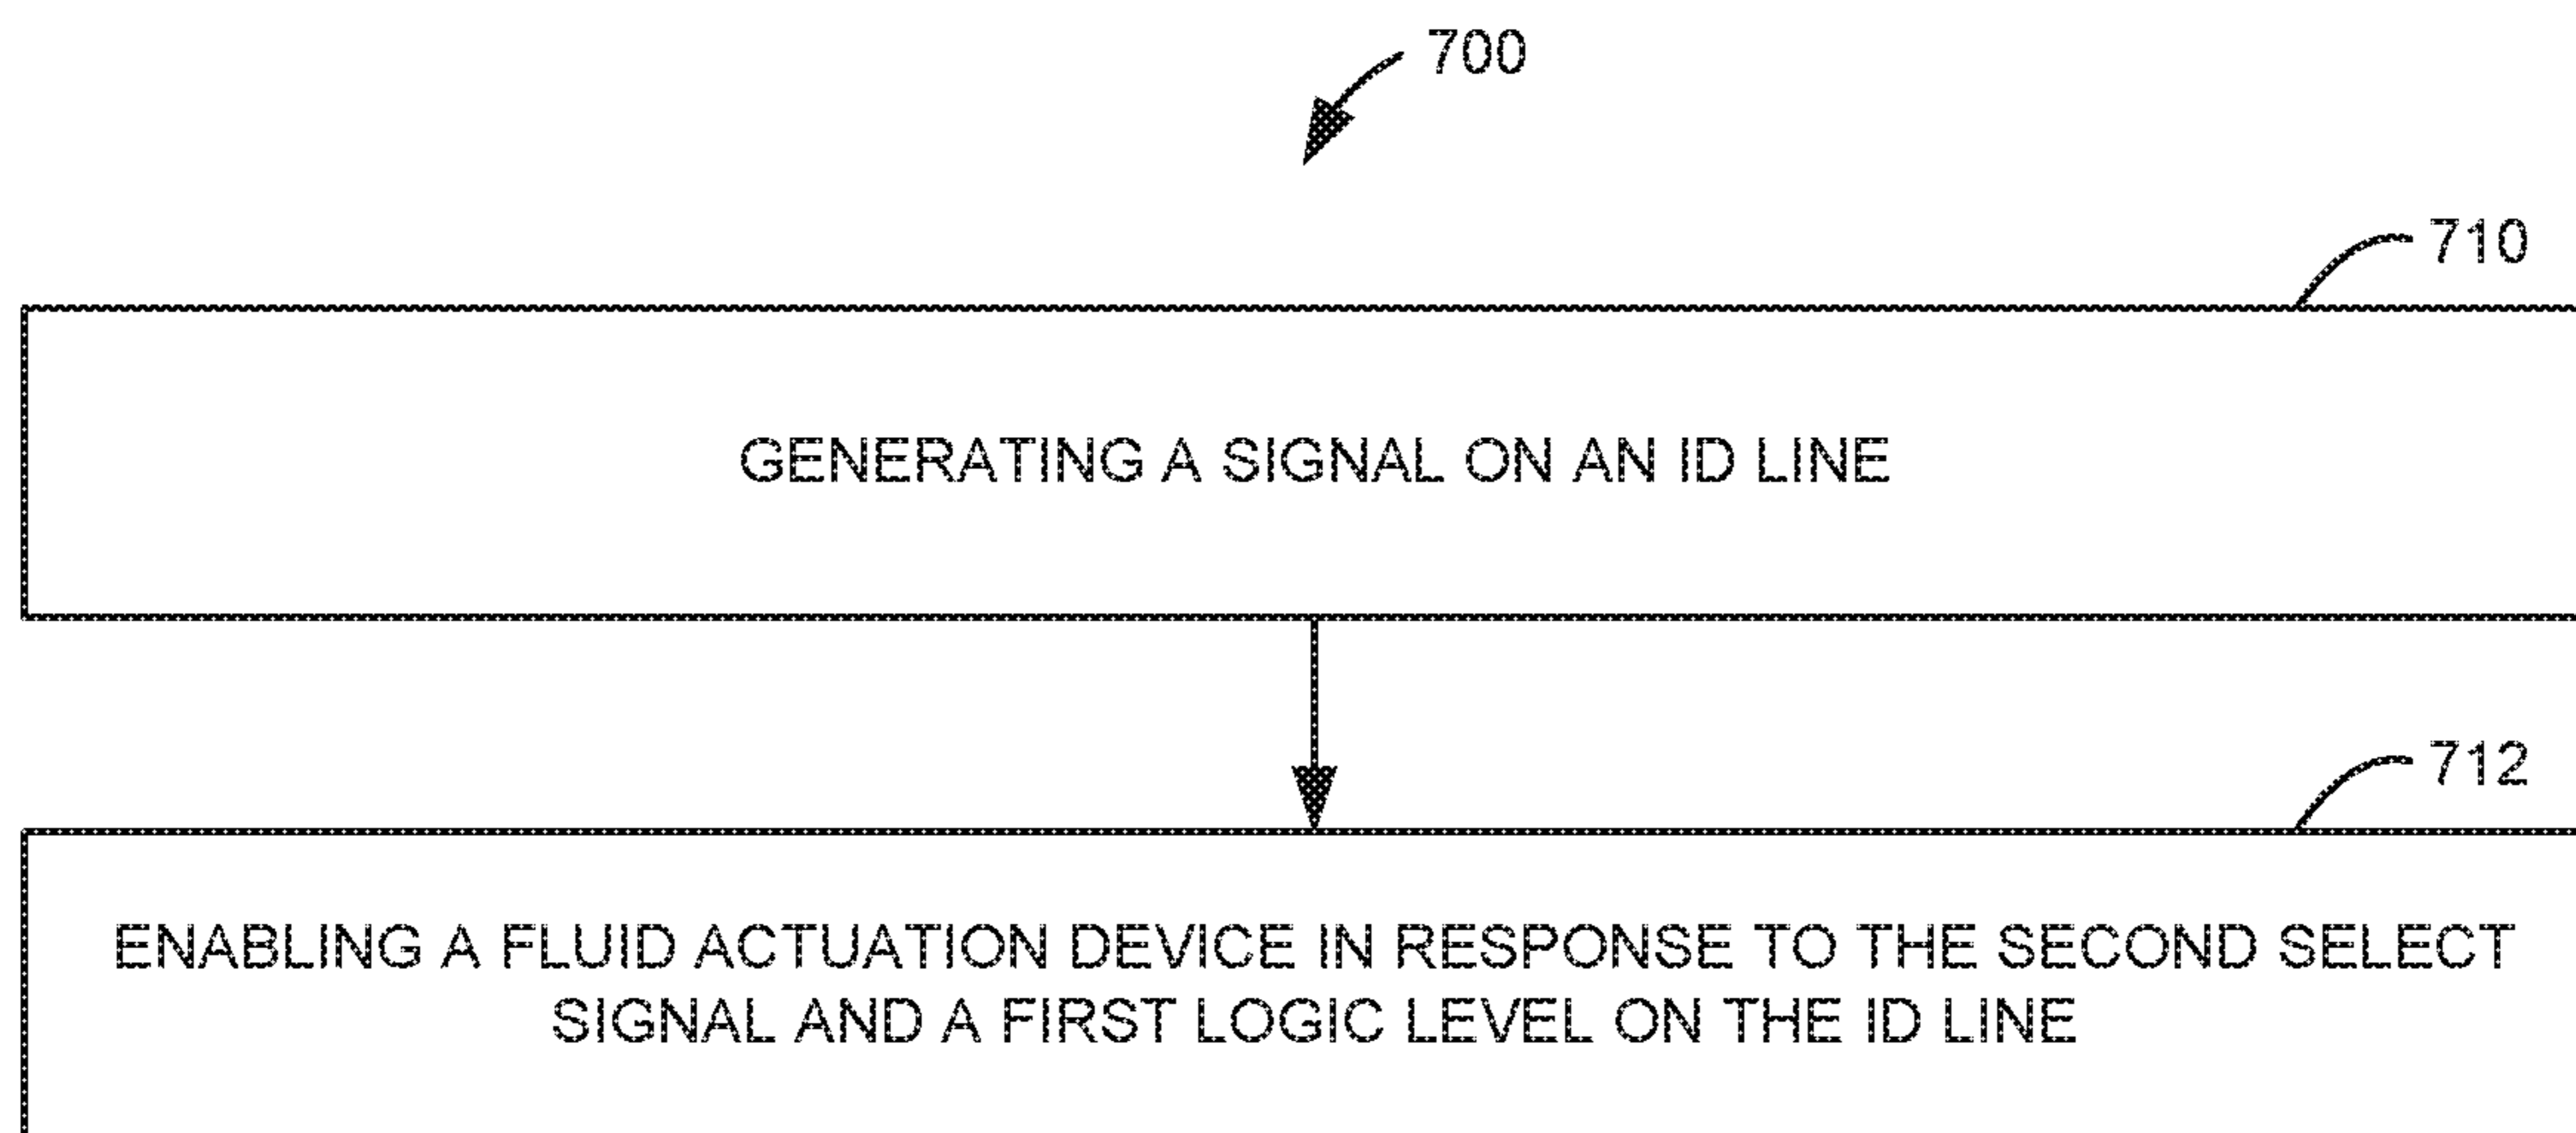 700
710
GENERATING A SIGNAL ON AN ID LINE
712
ENABLING A FLUID ACTUATION DEVICE IN RESPONSE TO THE SECOND SELECT
SIGNAL AND A FIRST LOGIC LEVEL ON THE ID LINE